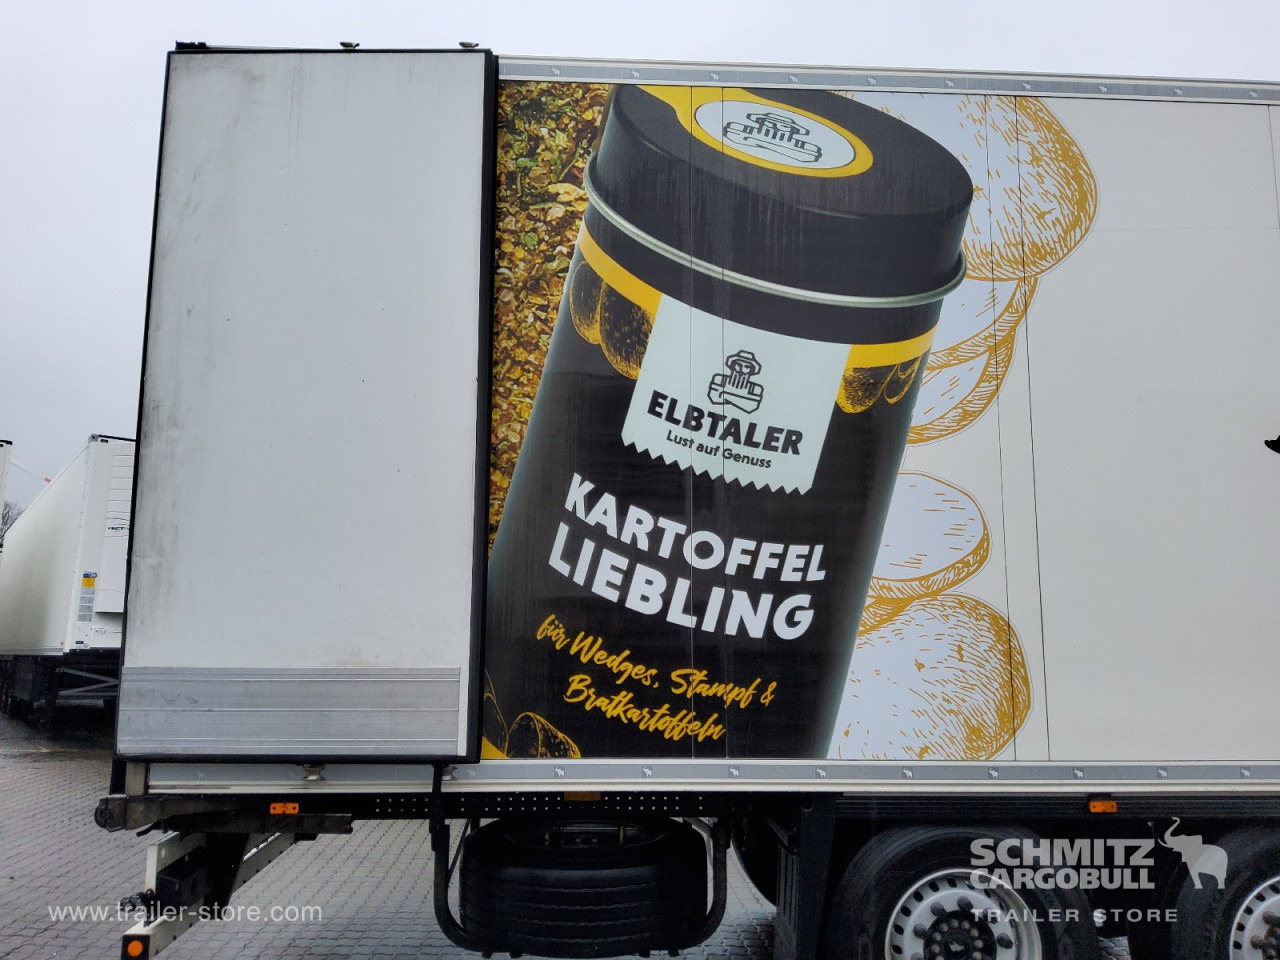 ELBTALER
Lust auf Genuss
KARTOFFEL
LIEBLING
für Wedges, Stampf &
Bratkartoffeln
SCHMITZ
CARGOBULL
TRAILER STORE
www.trailer-store.com